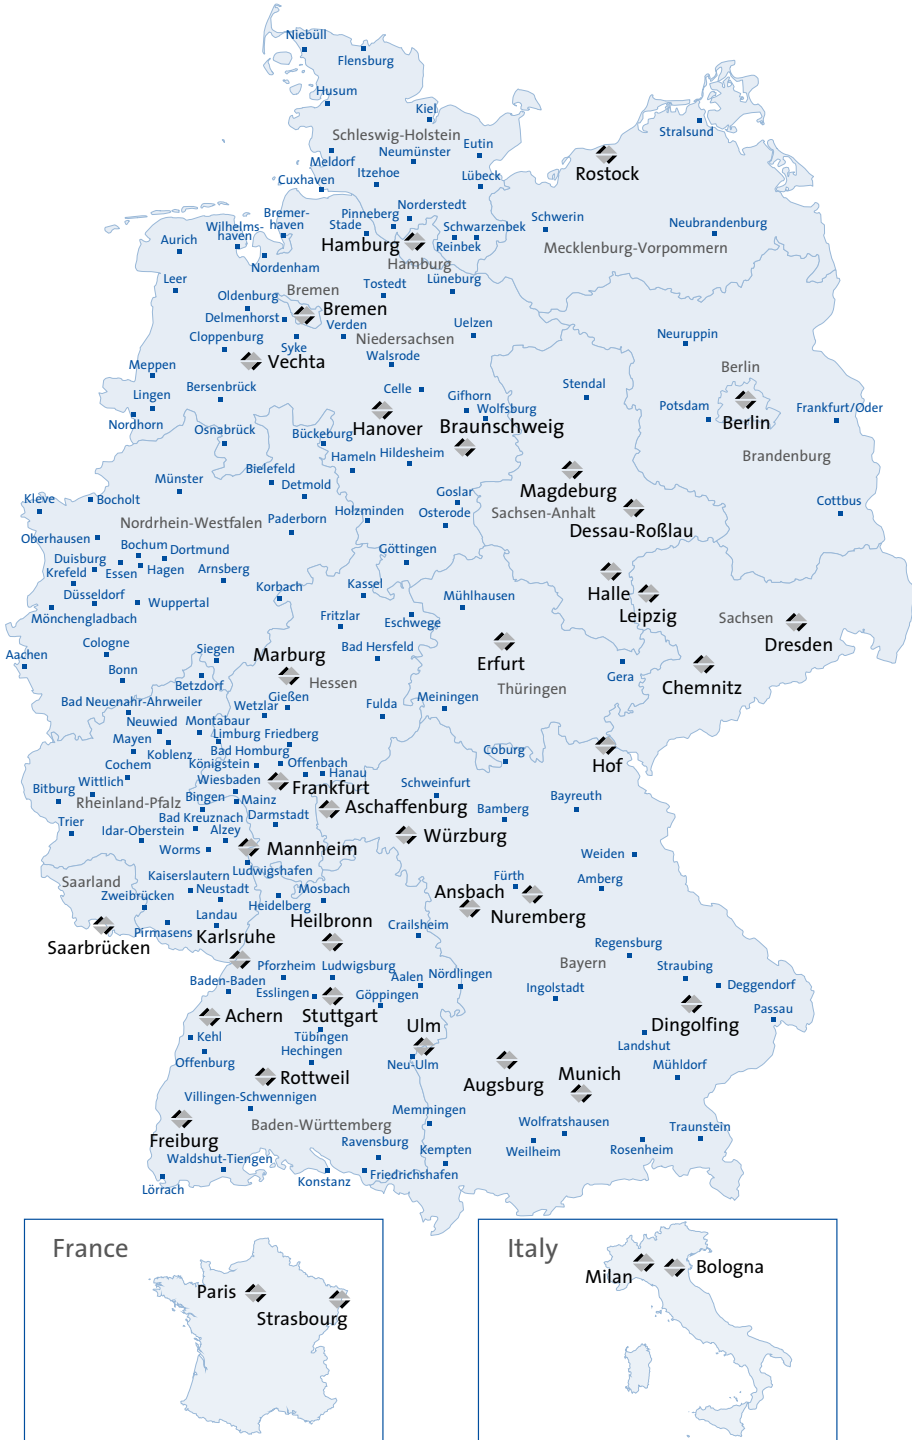 Niebüll
Flensburg
Husum
Kiel
Schleswig-Holstein
Stralsund
Eutin
Neumünster
Meldorf
Rostock
Itzehoe
Lübeck
Cuxhaven
Norderstedt
Bremer-
haven
Pinneberg
Schwerin
Neubrandenburg
Wilhelms-
haven
Stade
Schwarzenbek
Aurich
Hamburg
Reinbek
Mecklenburg-Vorpommern
Hamburg
Nordenham
Leer
Tostedt
Lüneburg
Bremen
Oldenburg
Bremen
Delmenhorst
Verden
Uelzen
Cloppenburg
Niedersachsen
Neuruppin
Syke
Walsrode
Vechta
Meppen
Berlin
Bersenbrück
Celle
Stendal
Lingen
Gifhorn
Wolfsburg
Potsdam
Frankfurt/Oder
Nordhorn
Osnabrück
Hanover
Braunschweig
Berlin
Bückeburg
Hameln
Hildesheim
Brandenburg
Bielefeld
Münster
Detmold
Goslar
Magdeburg
Kleve
Bocholt
Cottbus
Holzminden
Osterode
Sachsen-Anhalt
Nordrhein-Westfalen
Paderborn
Dessau-Roßlau
Oberhausen
Bochum
Dortmund
Göttingen
Duisburg
Krefeld
Essen
Hagen
Arnsberg
Korbach
Kassel
Halle
Düsseldorf
Wuppertal
Mühlhausen
Leipzig
Mönchengladbach
Fritzlar
Eschwege
Sachsen
Cologne
Siegen
Bad Hersfeld
Dresden
Aachen
Marburg
Erfurt
Bonn
Gera
Betzdorf
Hessen
Thüringen
Chemnitz
Bad Neuenahr-Ahrweiler
Wetzlar
Gießen
Fulda
Meiningen
Neuwied
Montabaur
Mayen
Limburg
Friedberg
Koblenz
Bad Homburg
Coburg
Cochem
Königstein
Offenbach
Hof
Hanau
Wittlich
Wiesbaden
Frankfurt
Schweinfurt
Bitburg
Rheinland-Pfalz
Bingen
Mainz
Aschaffenburg
Bamberg
Bayreuth
Trier
Bad Kreuznach
Darmstadt
Idar-Oberstein
Alzey
Würzburg
Worms
Mannheim
Weiden
Ludwigshafen
Kaiserslautern
Fürth
Amberg
Saarland
Neustadt
Mosbach
Ansbach
Zweibrücken
Heidelberg
Landau
Heilbronn
Nuremberg
Pirmasens
Crailsheim
Saarbrücken
Karlsruhe
Regensburg
Pforzheim
Ludwigsburg
Bayern
Straubing
Baden-Baden
Aalen
Nördlingen
Deggendorf
Esslingen
Göppingen
Ingolstadt
Achern
Stuttgart
Passau
Ulm
Dingolfing
Kehl
Tübingen
Landshut
Offenburg
Hechingen
Neu-Ulm
Mühldorf
Rottweil
Augsburg
Munich
Villingen-Schwennigen
Memmingen
Baden-Württemberg
Wolfratshausen
Traunstein
Freiburg
Ravensburg
Kempten
Weilheim
Rosenheim
Waldshut-Tiengen
Friedrichshafen
Lörrach
Konstanz
France
Paris
Strasbourg
Italy
Milan
Bologna